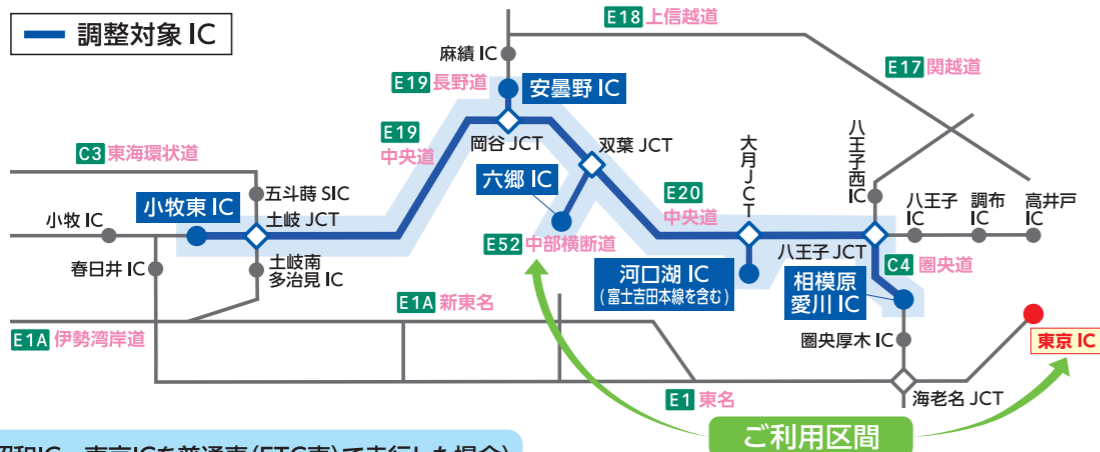 調整対象 IC
E18 上信越道
麻績 IC
E17 関越道
E19 長野道
安曇野 IC
E19
中央道
岡谷 JCT
双葉 JCT
大月JCT
八王子西IC
C3 東海環状道
五斗蒔 SIC
六郷 IC
E20
中央道
小牧東 IC
土岐 JCT
小牧 IC
八王子
IC
調布
IC
高井戸
IC
E52 中部横断道
八王子 JCT
C4 圏央道
春日井 IC
土岐南
多治見 IC
河口湖 IC
(富士吉田本線を含む)
相模原
愛川 IC
E1A 新東名
E1A 伊勢湾岸道
圏央厚木 IC
東京 IC
E1 東名
海老名 JCT
ご利用区間